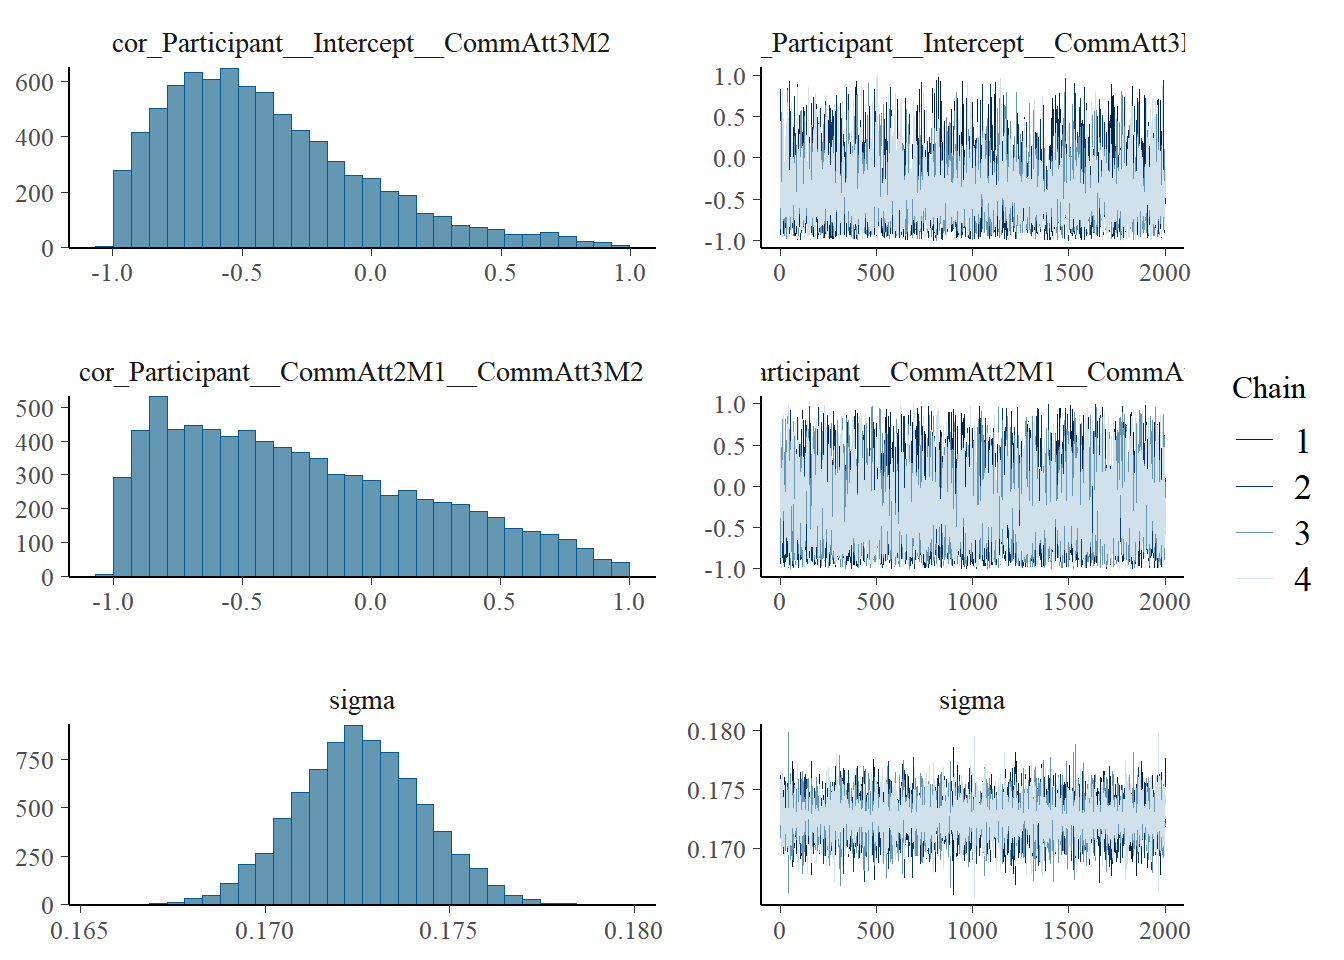 cor_Participant__Intercept__CommAtt3M2
600
400
200
0
-1.0 -0.5 0.0 0.5 1.0
_Participant__Intercept__CommAtt3
1.0
0.5
0.0
-0.5
-1.0
0 500 1000 1500 2000
cor_Participant__CommAtt2M1__CommAtt3M2
500
400
300
200
100
0
-1.0 -0.5 0.0 0.5 1.0
articipant__CommAtt2M1__CommA
1.0
0.5
0.0
-0.5
-1.0
0 500 1000 1500 2000
sigma
750
500
250
0
0.165 0.170 0.175 0.180
sigma
0.180
0.175
0.170
0 500 1000 1500 2000
Chain
1
2
3
4